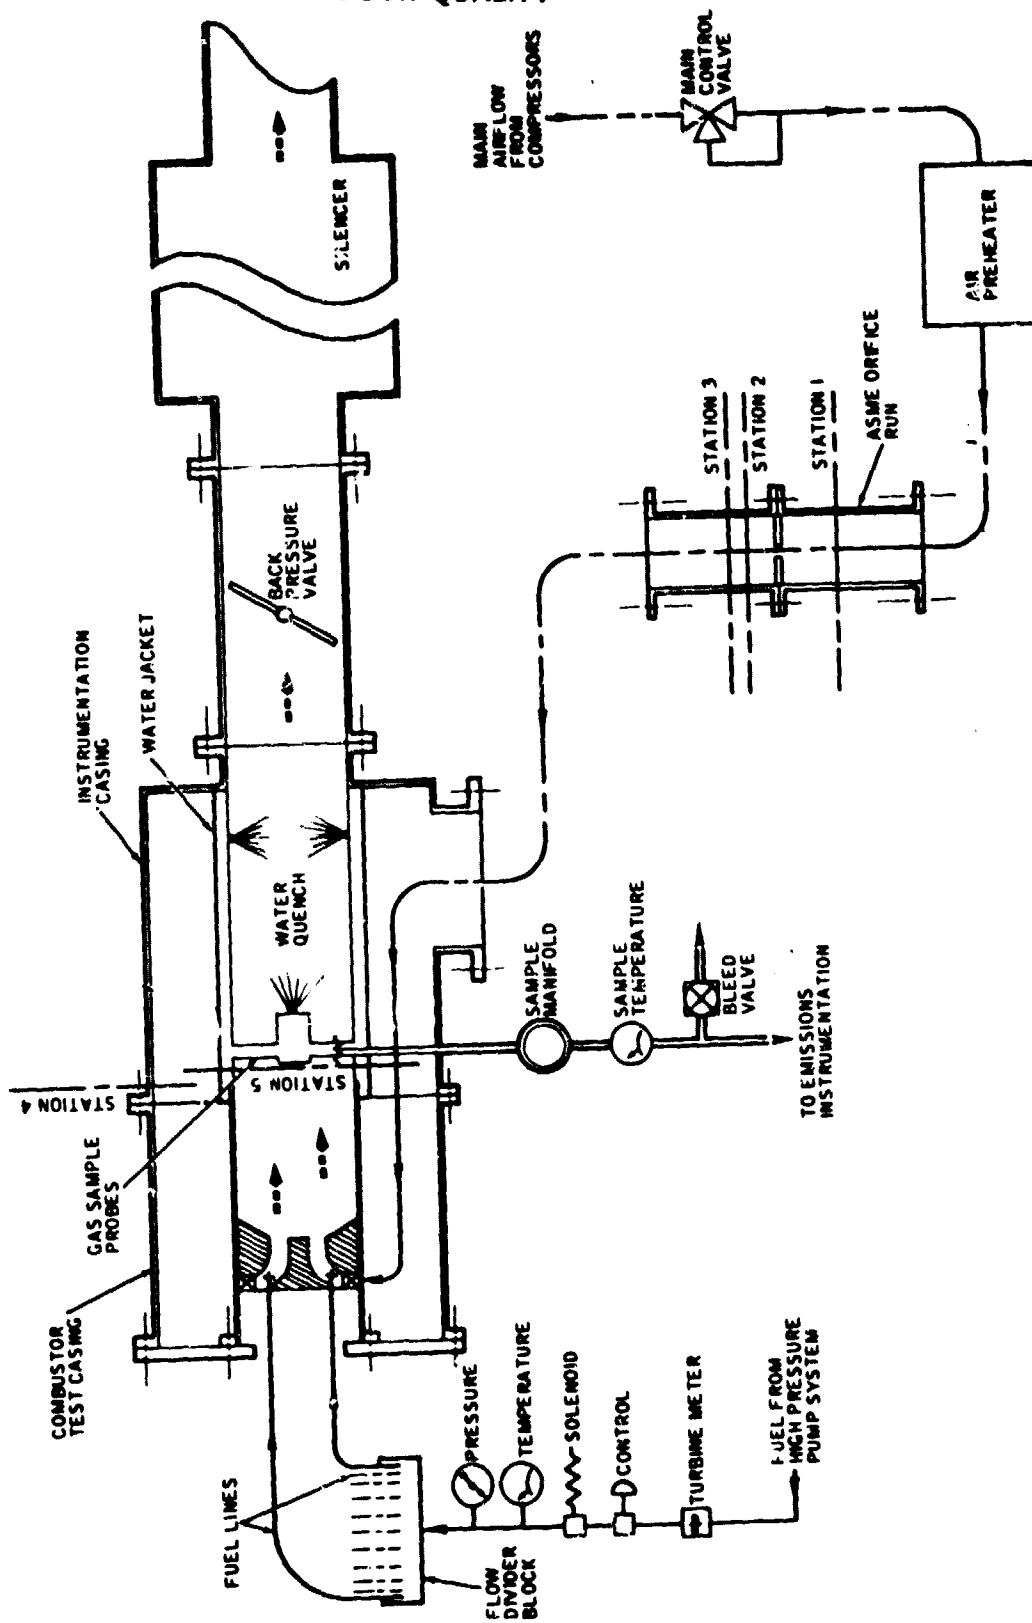 QUALITY
SILENCER
MAIN
AIRFLOW
FROM
COMPRESSORS
MAIN
CONTROL
VALVE
AIR
PREHEATER
STATION 3
STATION 2
STATION 1
ASME ORIFICE
RUN
BACK
PRESSURE
VALVE
INSTRUMENTATION
CASING
WATER JACKET
WATER
QUENCH
STATION 4
STATION 5
GAS SAMPLE
PROBES
COMBUSTOR
TEST CASING
SAMPLE
MANIFOLD
SAMPLE
TEMPERATURE
BLEED
VALVE
TO EMISSIONS
INSTRUMENTATION
FUEL LINES
FLOW
DIVIDER
BLOCK
PRESSURE
TEMPERATURE
SOLENOID
CONTROL
TURBINE METER
FUEL FROM
HIGH PRESSURE
PUMP SYSTEM